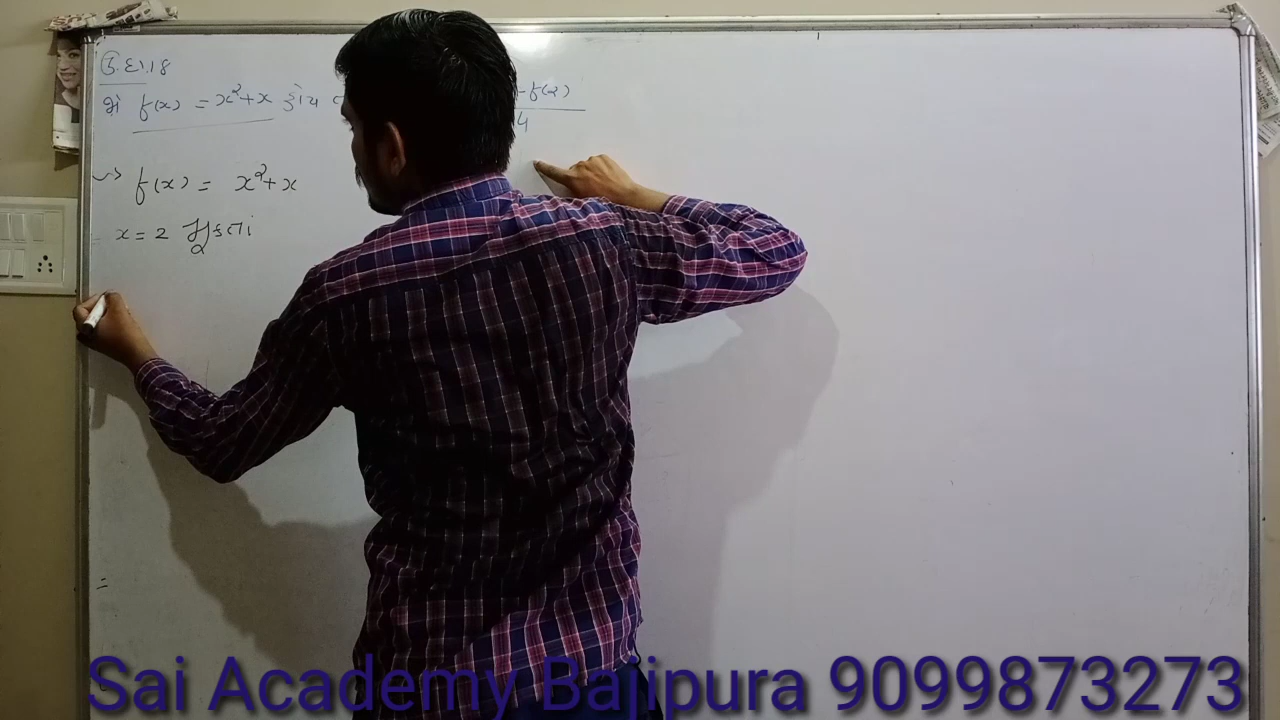 ઉ.દા.18
જો f(x) = x²+x હોય - f(2)
4
→ f(x) = x²+x
x = 2 મુકતાં
=
Sai Academy Bajipura 9099873273